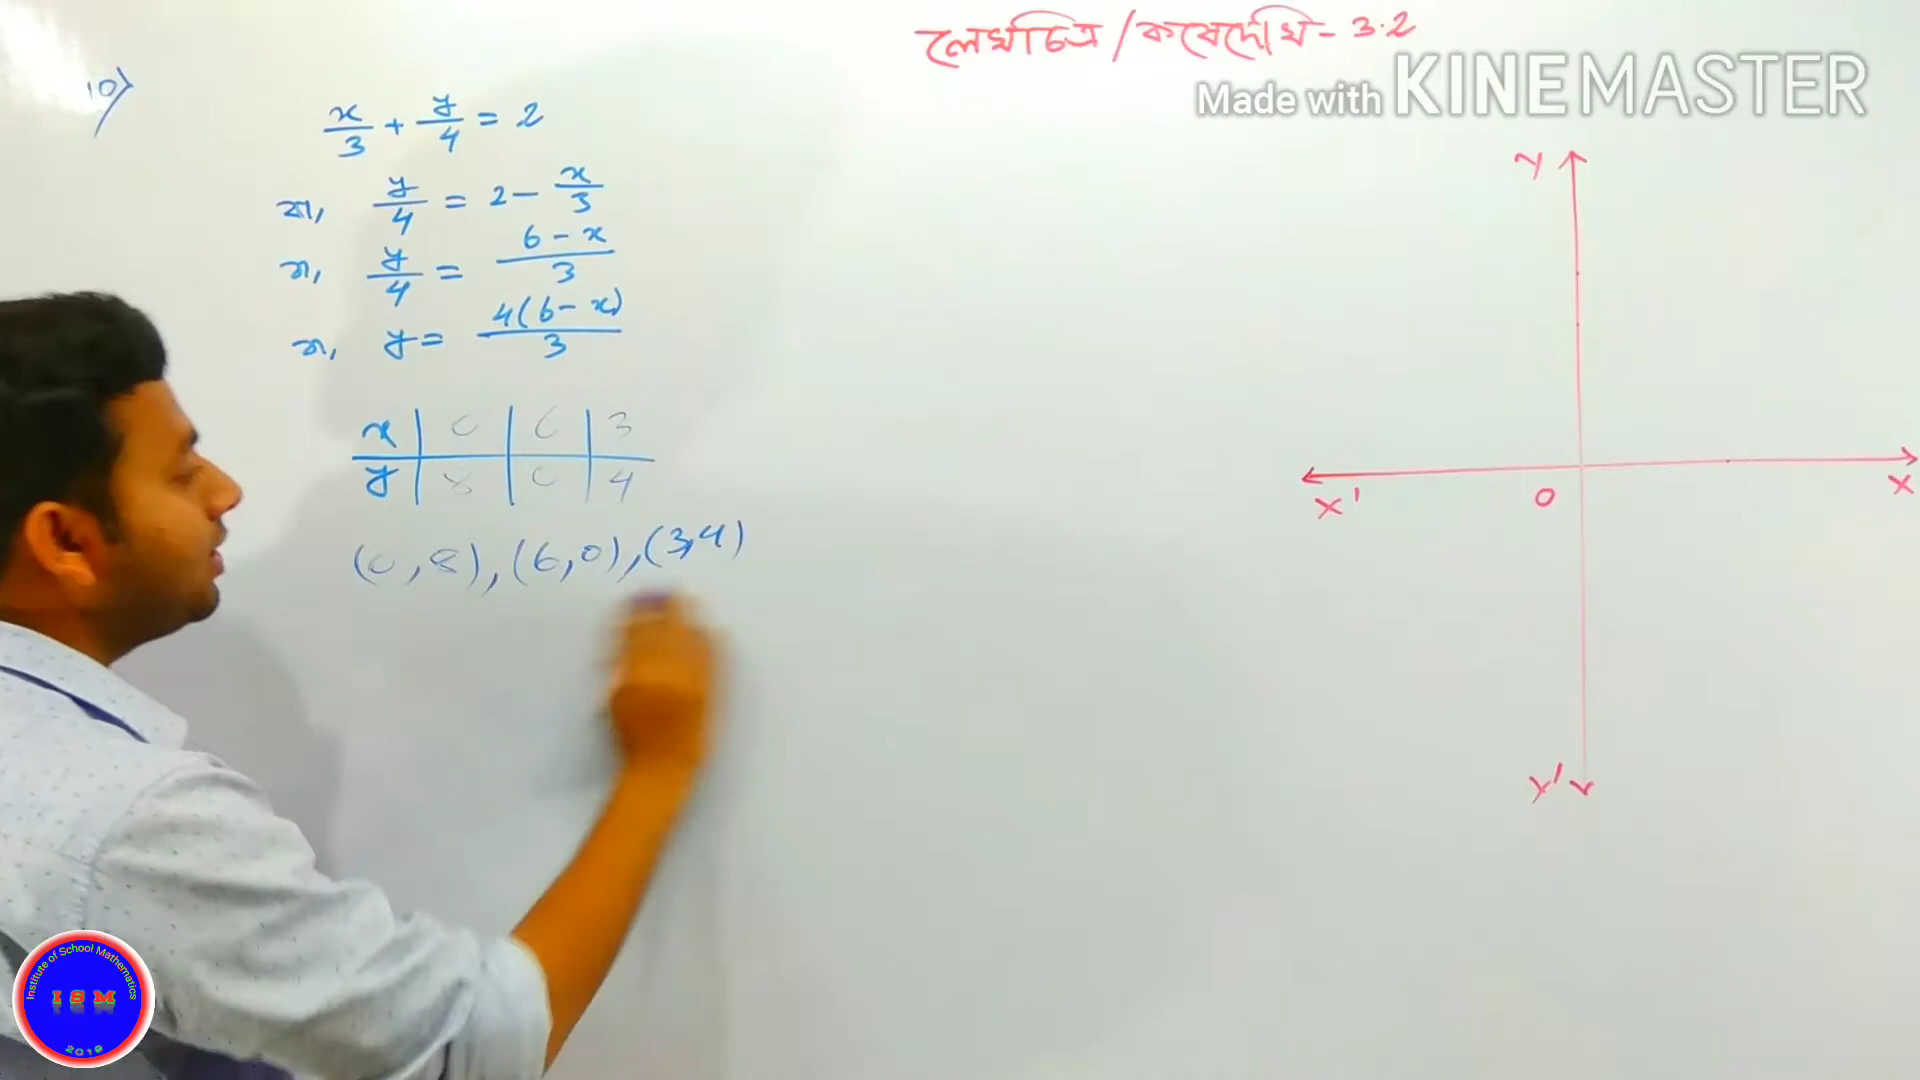 লেখচিত্র / কষেদেখি - 3.2
Made with KINEMASTER
10)
x/3 + y/4 = 2
বা, y/4 = 2 - x/3
বা, y/4 = (6 - x)/3
বা, y = 4(6 - x)/3
x | 0 | 6 | 3
y | 8 | 0 | 4
(0, 8), (6, 0), (3, 4)
Y
X' O X
Y'
Institute of School Mathematics
I S M
2019